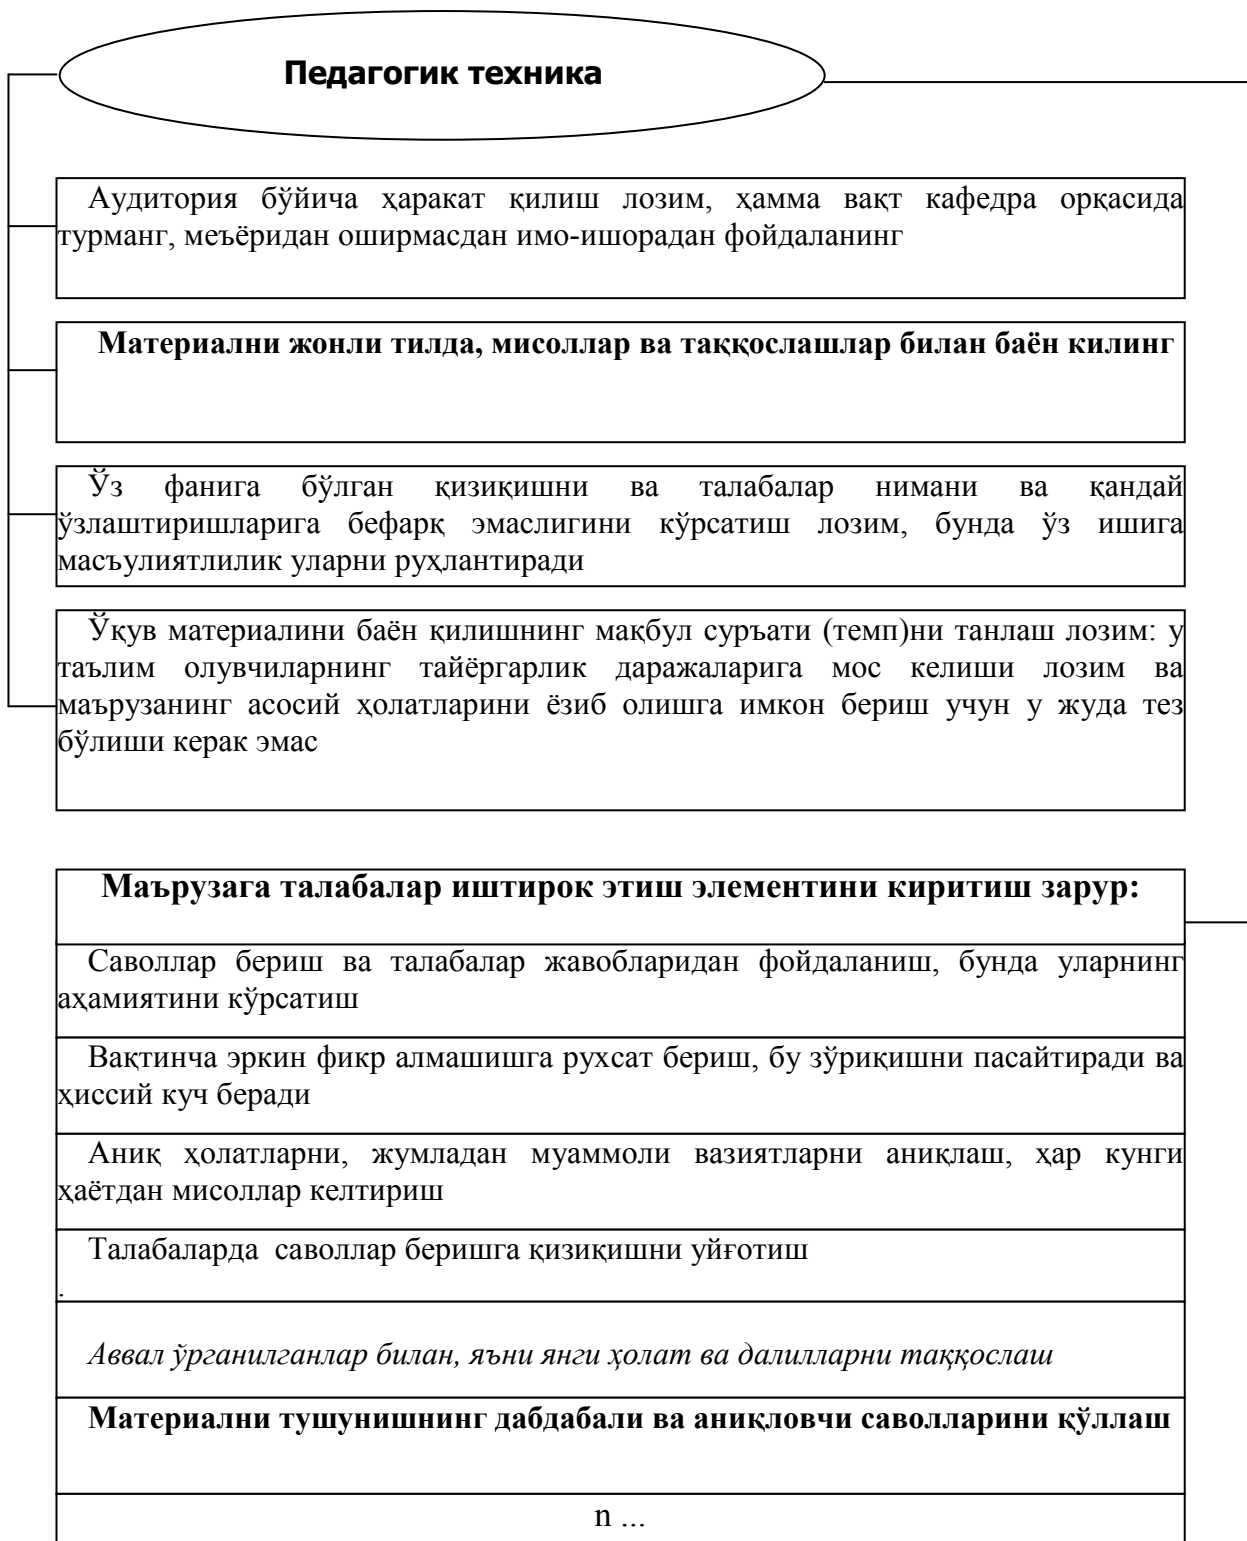 Педагогик техника
Аудитория бўйича ҳаракат қилиш лозим, ҳамма вақт кафедра орқасида
турманг, меъёридан оширмасдан имо-ишорадан фойдаланинг
Материални жонли тилда, мисоллар ва таққослашлар билан баён килинг
Ўз фанига бўлган қизиқишни ва талабалар нимани ва қандай
ўзлаштиришларига бефарқ эмаслигини кўрсатиш лозим, бунда ўз ишига
масъулиятлилик уларни руҳлантиради
Ўқув материалини баён қилишнинг мақбул суръати (темп)ни танлаш лозим: у
таълим олувчиларнинг тайёргарлик даражаларига мос келиши лозим ва
маърузанинг асосий ҳолатларини ёзиб олишга имкон бериш учун у жуда тез
бўлиши керак эмас
Маърузага талабалар иштирок этиш элементини киритиш зарур:
Саволлар бериш ва талабалар жавобларидан фойдаланиш, бунда уларнинг
аҳамиятини кўрсатиш
Вақтинча эркин фикр алмашишга рухсат бериш, бу зўриқишни пасайтиради ва
ҳиссий куч беради
Аниқ ҳолатларни, жумладан муаммоли вазиятларни аниқлаш, ҳар кунги
ҳаётдан мисоллар келтириш
Талабаларда саволлар беришга қизиқишни уйғотиш
.
Аввал ўрганилганлар билан, яъни янги ҳолат ва далилларни таққослаш
Материални тушунишнинг дабдабали ва аниқловчи саволларини қўллаш
n ...